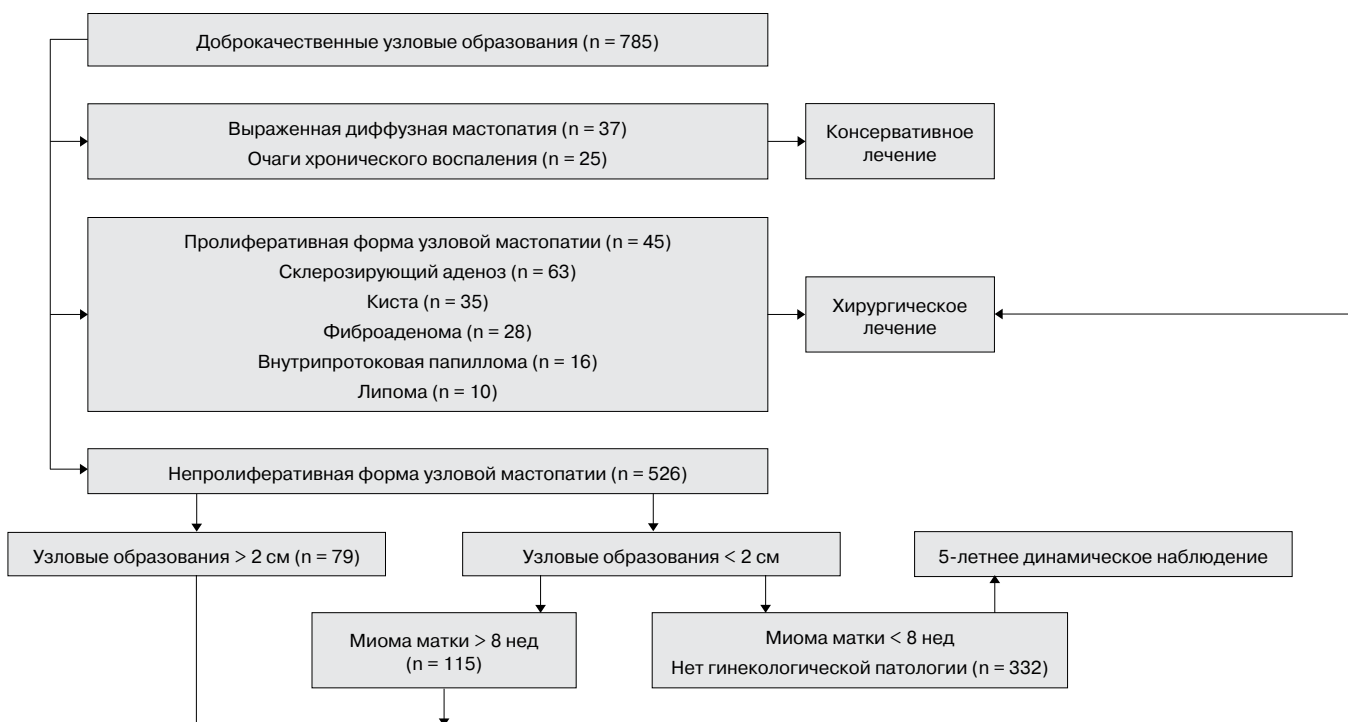 Доброкачественные узловые образования (n = 785)
Выраженная диффузная мастопатия (n = 37)
Очаги хронического воспаления (n = 25)
Консервативное
лечение
Пролиферативная форма узловой мастопатии (n = 45)
Склерозирующий аденоз (n = 63)
Киста (n = 35)
Фиброаденома (n = 28)
Внутрипротоковая папиллома (n = 16)
Липома (n = 10)
Хирургическое
лечение
Непролиферативная форма узловой мастопатии (n = 526)
Узловые образования > 2 см (n = 79)
Узловые образования < 2 см
5-летнее динамическое наблюдение
Миома матки > 8 нед
(n = 115)
Миома матки < 8 нед
Нет гинекологической патологии (n = 332)